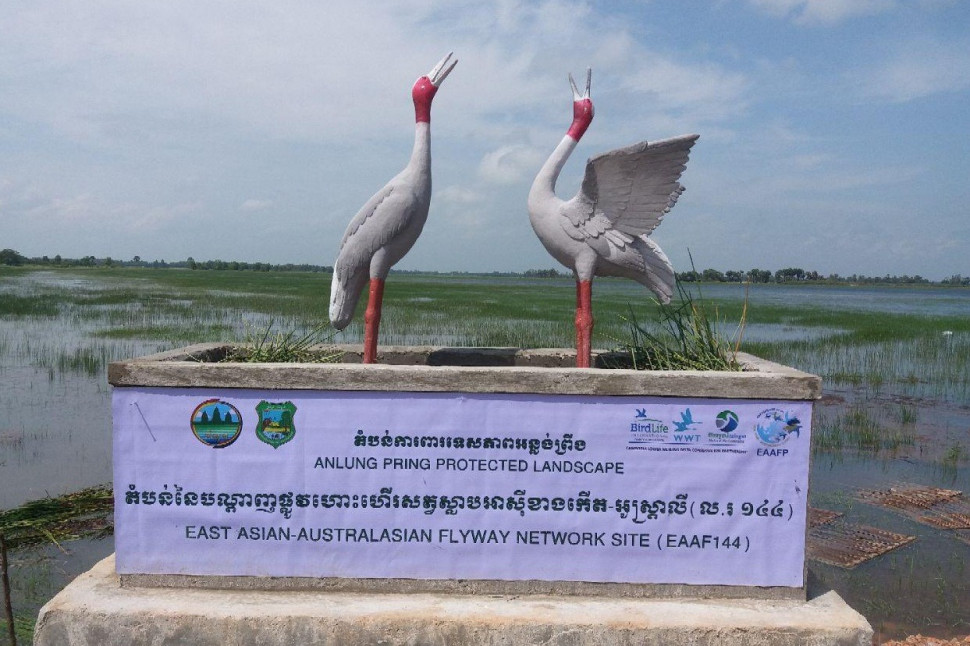 BirdLife
WWT
EAAFP
តំបន់ការពារទេសភាពអន្លង់ព្រីង
ANLUNG PRING PROTECTED LANDSCAPE
តំបន់នៃបណ្តាញផ្លូវហោះហើរសត្វស្លាបអាស៊ីខាងកើត-អូស្ត្រាលី (ល.រ ១៤៤)
EAST ASIAN-AUSTRALASIAN FLYWAY NETWORK SITE (EAAF144)